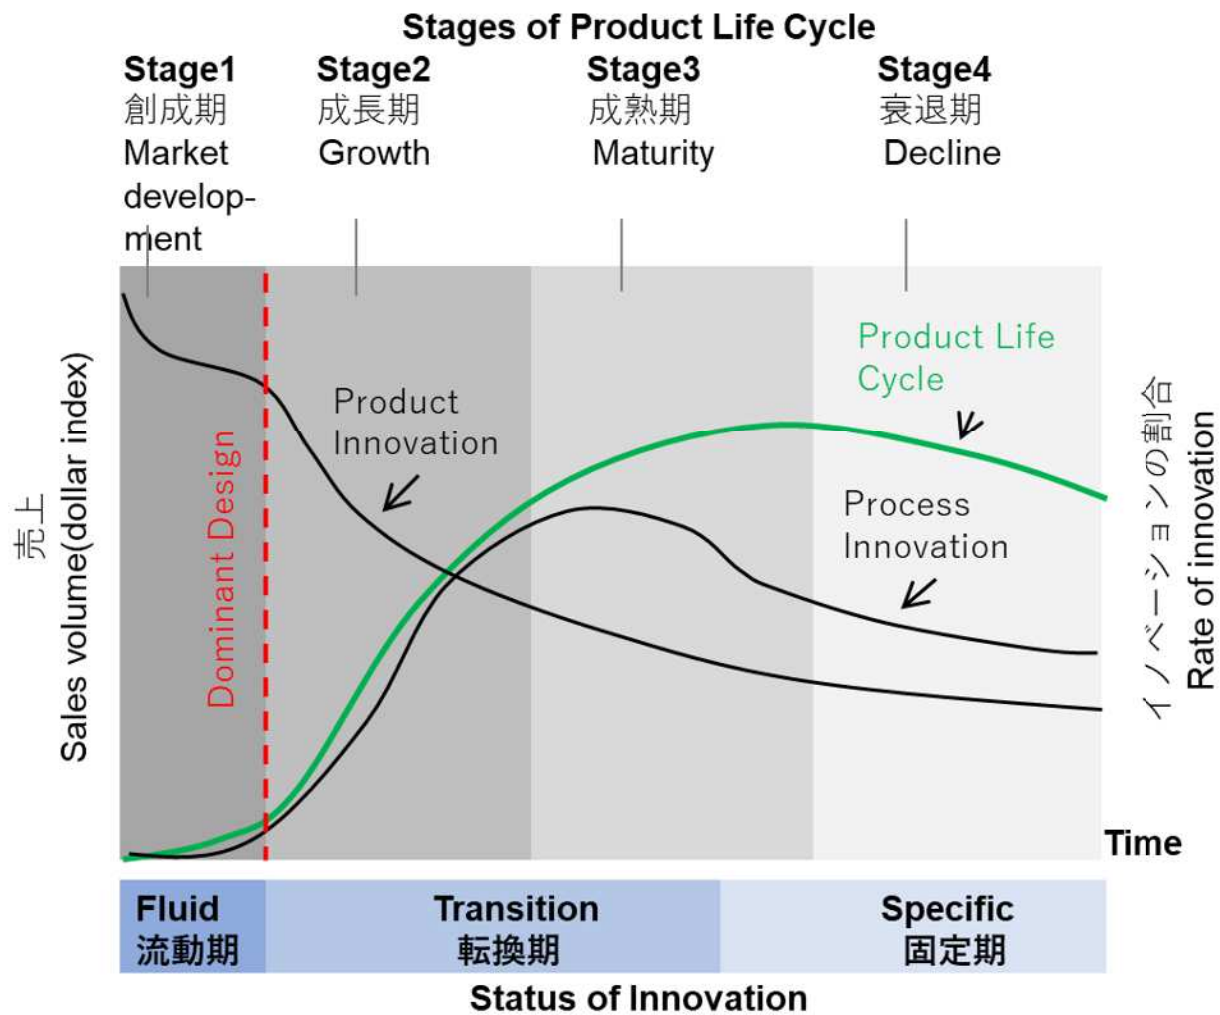 Stages of Product Life Cycle
Stage1
創成期
Market
develop-
ment
Stage2
成長期
Growth
Stage3
成熟期
Maturity
Stage4
衰退期
Decline
売上
Sales volume(dollar index)
Dominant Design
Product
Innovation
Product Life
Cycle
Process
Innovation
イノベーションの割合
Rate of innovation
Time
Fluid
流動期
Transition
転換期
Specific
固定期
Status of Innovation